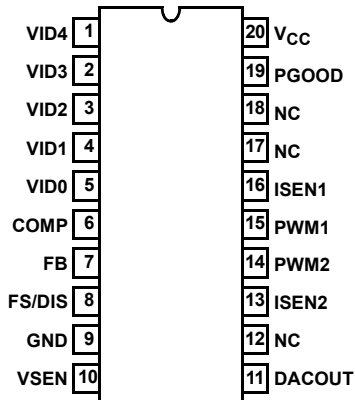 VID4 1 20 VCC
VID3 2 19 PGOOD
VID2 3 18 NC
VID1 4 17 NC
VID0 5 16 ISEN1
COMP 6 15 PWM1
FB 7 14 PWM2
FS/DIS 8 13 ISEN2
GND 9 12 NC
VSEN 10 11 DACOUT